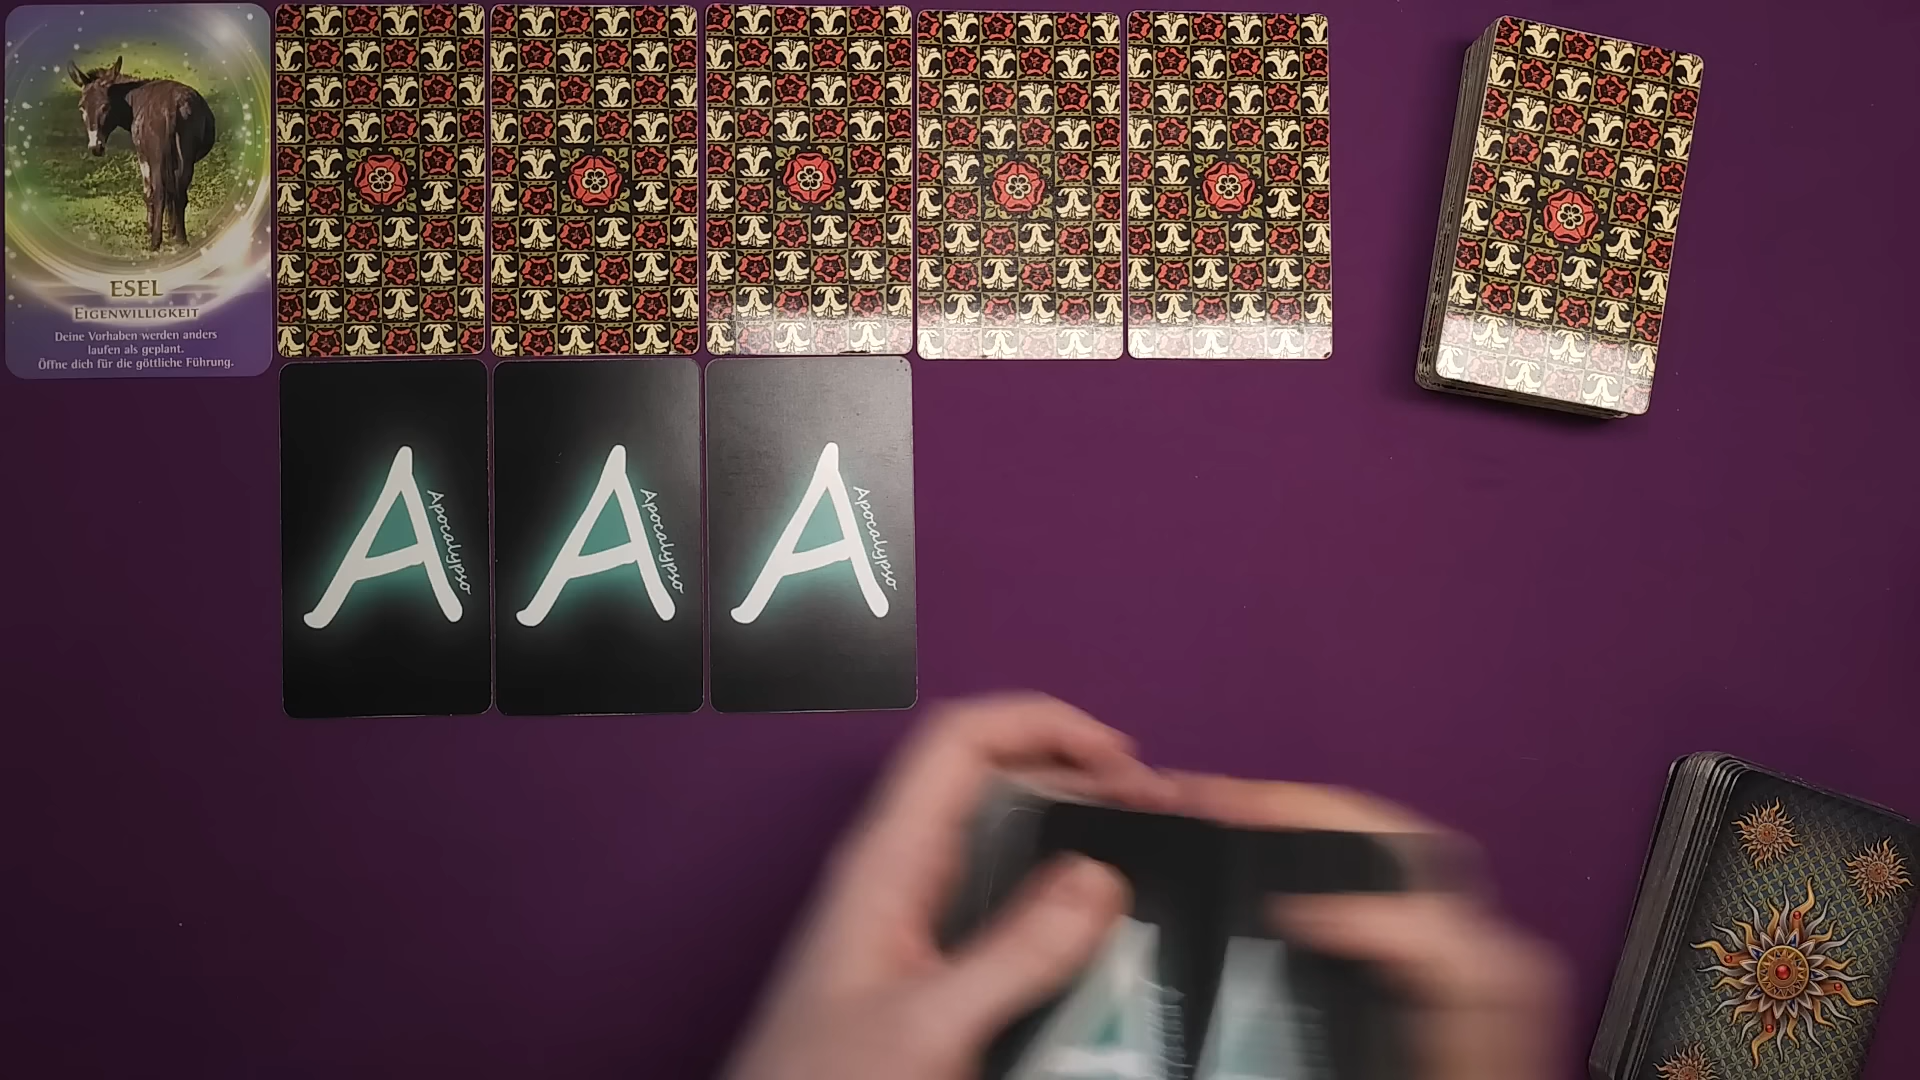 ESEL
EIGENWILLIGKEIT
Deine Vorhaben werden anders
laufen als geplant.
Öffne dich für die göttliche Führung.
A
Apocalypso
A
Apocalypso
A
Apocalypso